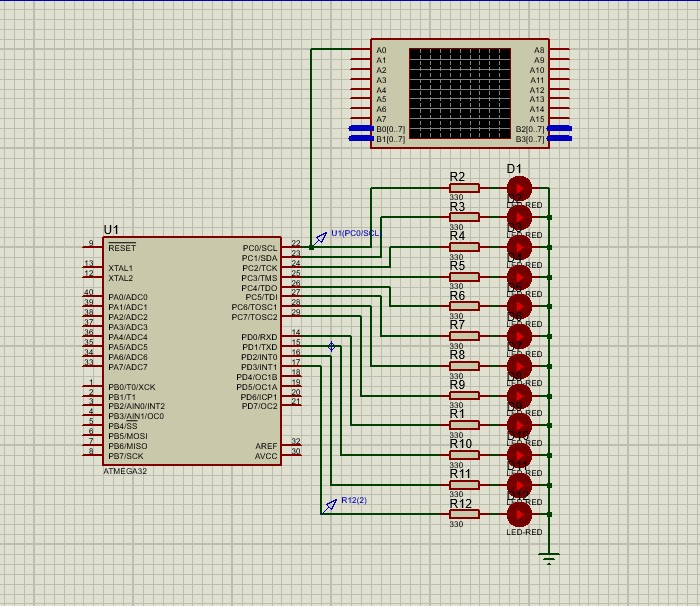 A0 A8
A1 A9
A2 A10
A3 A11
A4 A12
A5 A13
A6 A14
A7 A15
B0[0..7] B2[0..7]
B1[0..7] B3[0..7]
D1
R2
330
LED-RED
R3
330
LED-RED
R4
330
LED-RED
R5
330
LED-RED
R6
330
LED-RED
R7
330
LED-RED
R8
330
LED-RED
R9
330
LED-RED
R1
330
LED-RED
R10
330
LED-RED
R11
330
LED-RED
R12
330
LED-RED
U1(PC0/SCL)
R12(2)
U1
9 RESET PC0/SCL 22
PC1/SDA 23
13 XTAL1 PC2/TCK 24
12 XTAL2 PC3/TMS 25
PC4/TDO 26
40 PA0/ADC0 PC5/TDI 27
39 PA1/ADC1 PC6/TOSC1 28
38 PA2/ADC2 PC7/TOSC2 29
37 PA3/ADC3
36 PA4/ADC4 PD0/RXD 14
35 PA5/ADC5 PD1/TXD 15
34 PA6/ADC6 PD2/INT0 16
33 PA7/ADC7 PD3/INT1 17
PD4/OC1B 18
1 PB0/T0/XCK PD5/OC1A 19
2 PB1/T1 PD6/ICP1 20
3 PB2/AIN0/INT2 PD7/OC2 21
4 PB3/AIN1/OC0
5 PB4/SS
6 PB5/MOSI
7 PB6/MISO AREF 32
8 PB7/SCK AVCC 30
ATMEGA32